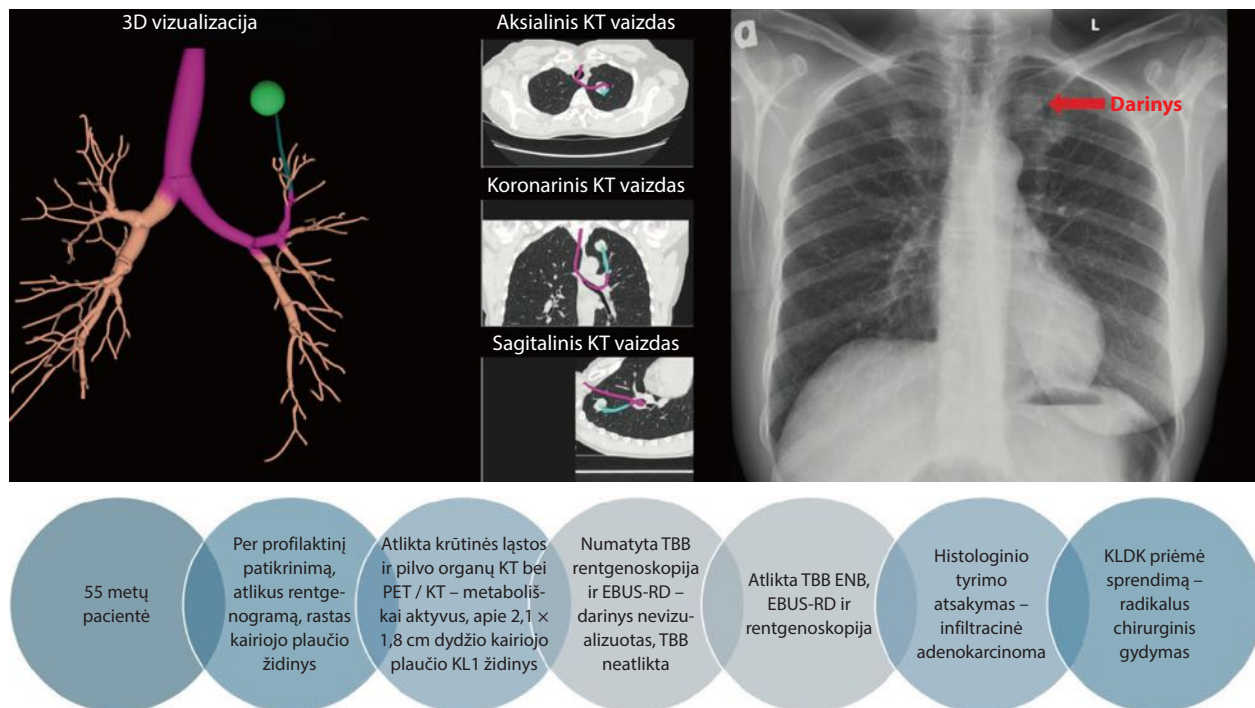 3D vizualizacija
Aksialinis KT vaizdas
Koronarinis KT vaizdas
Sagitalinis KT vaizdas
L
Darinys
55 metų
pacientė
Per profilaktinį
patikrinimą,
atlikus rentge-
nogramą, rastas
kairiojo plaučio
židinys
Atlikta krūtinės ląstos
ir pilvo organų KT bei
PET / KT – metaboliš-
kai aktyvus, apie 2,1 ×
1,8 cm dydžio kairiojo
plaučio KL1 židinys
Numatyta TBB
rentgenoskopija
ir EBUS-RD –
darinys nevizu-
alizuotas, TBB
neatlikta
Atlikta TBB ENB,
EBUS-RD ir
rentgenoskopija
Histologinio
tyrimo
atsakymas –
infiltracinė
adenokarcinoma
KLDK priėmė
sprendimą –
radikalus
chirurginis
gydymas